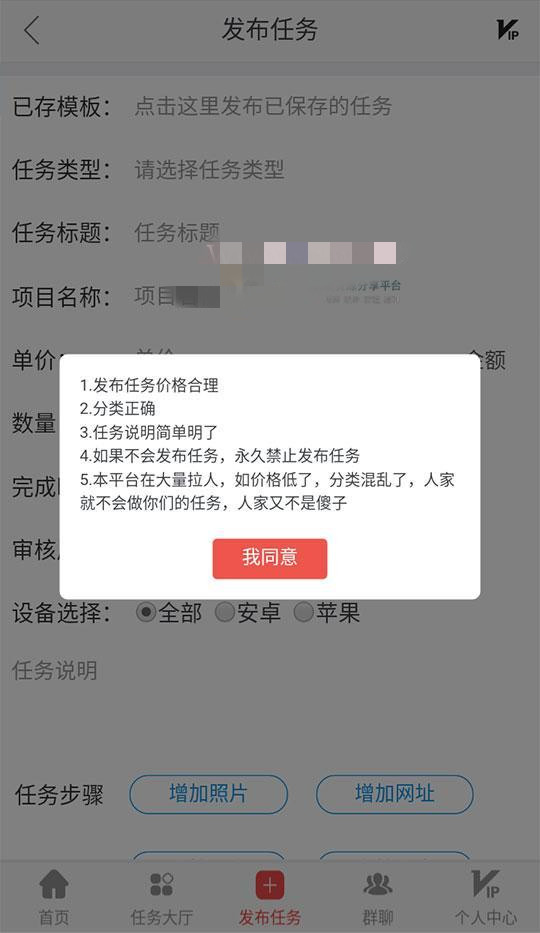 发布任务
VIP
已存模板：
点击这里发布已保存的任务
任务类型：
请选择任务类型
任务标题：
任务标题
项目名称：
项目
分享平台
单价：
金额
1.发布任务价格合理
2.分类正确
3.任务说明简单明了
4.如果不会发布任务，永久禁止发布任务
5.本平台在大量拉人，如价格低了，分类混乱了，人家
就不会做你们的任务，人家又不是傻子
我同意
数量
完成
审核
设备选择：
全部
安卓
苹果
任务说明
任务步骤
增加照片
增加网址
首页
任务大厅
发布任务
群聊
VIP
个人中心